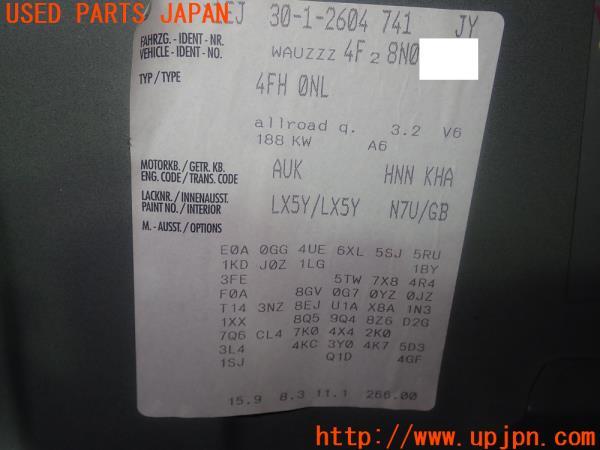 USED PARTS JAPAN
EJ 30-1-2604 741 JY
FAHRZG.-IDENT-NR.
VEHICLE-IDENT-NO. WAUZZZ 4F2 8N0
TYP/TYPE 4FH 0NL
allroad q. 3.2 V6
188 KW A6
MOTORKB./GETR.KB.
ENG. CODE/TRANS. CODE AUK HNN KHA
LACKNR./INNENAUSST.
PAINT NO./INTERIOR LX5Y/LX5Y N7U/GB
M.-AUSST./OPTIONS
E0A 0GG 4UE 6XL 5SJ 5RU
1KD J0Z 1LG 1BY
3FE 5TW 7X8 4R4
F0A 8GV 0G7 0YZ 0JZ
T14 3NZ 8EJ U1A X8A 1N3
1XX 8Q5 9Q4 8Z6 D2G
7Q6 CL4 7K0 4X4 2K0
3L4 4KC 3Y0 4K7 5D3
1SJ Q1D 4GF
15.9 8.3 11.1 266.00
Copyright© UPJ
http://www.upjpn.com/